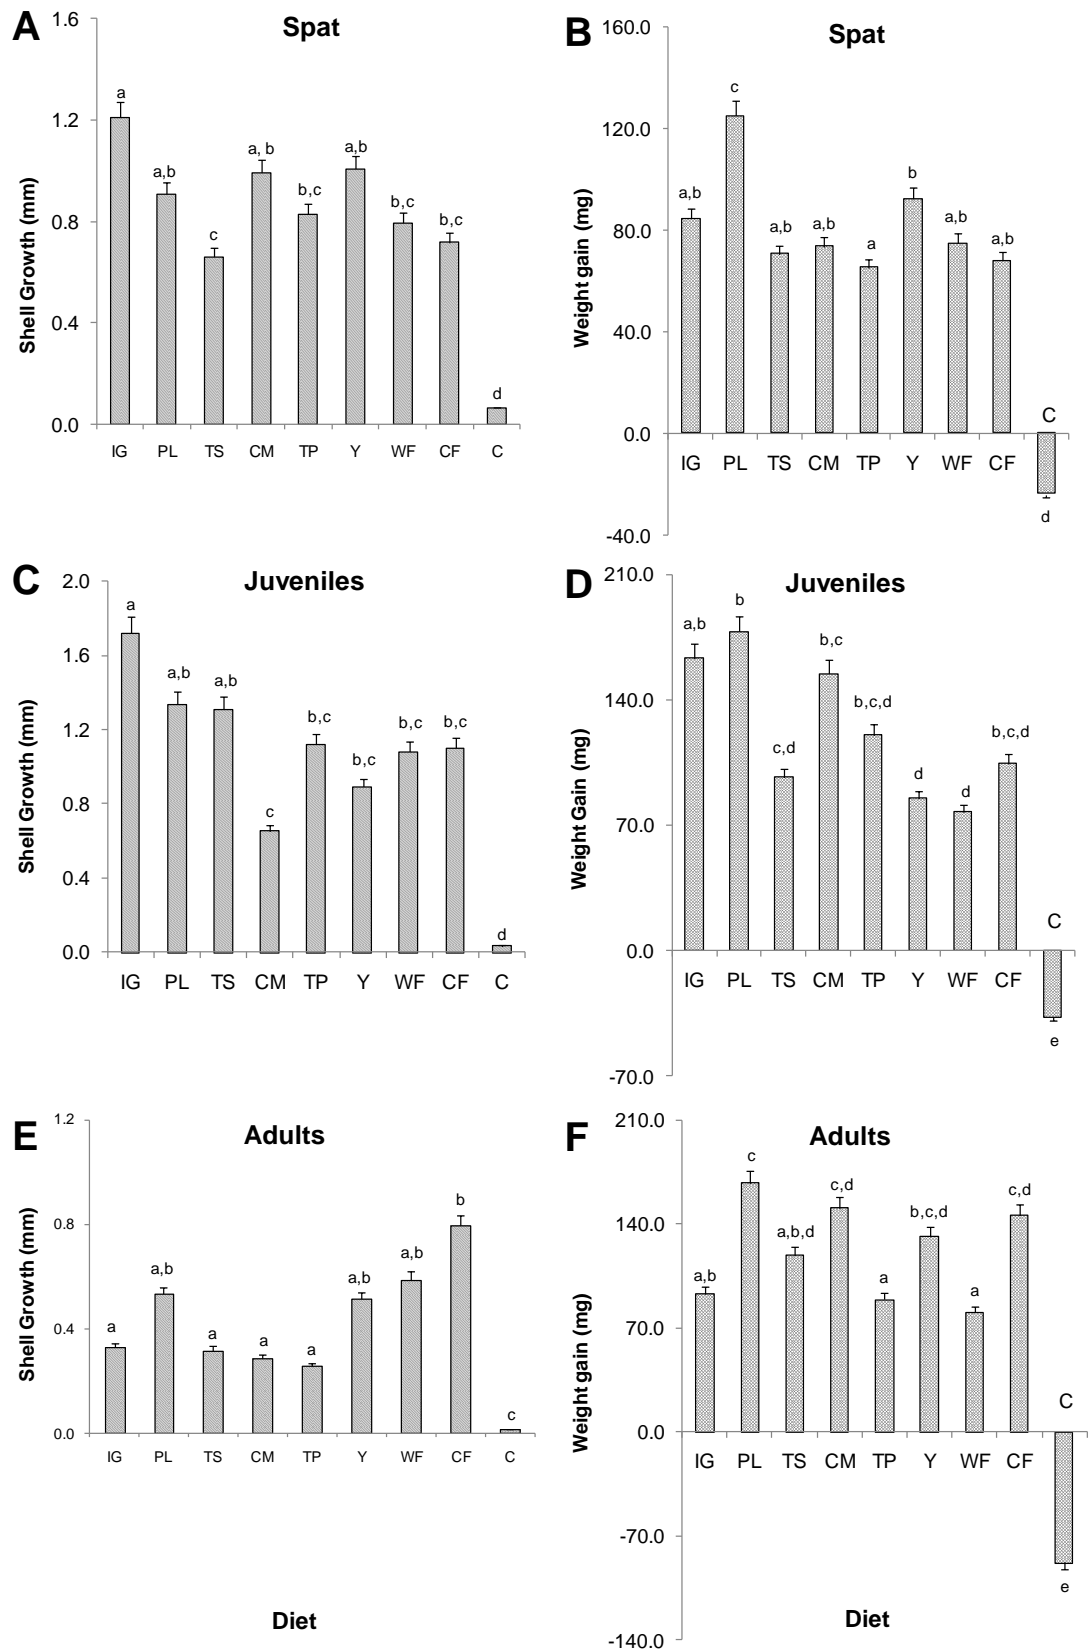 A
Spat
Shell Growth (mm)
1.6
1.2
0.8
0.4
0.0
a
a,b
c
a, b
b,c
a,b
b,c
b,c
d
IG PL TS CM TP Y WF CF C
B
Spat
Weight gain (mg)
160.0
120.0
80.0
40.0
0.0
-40.0
a,b
c
a,b
a,b
a
b
a,b
a,b
C
d
IG PL TS CM TP Y WF CF
C
Juveniles
Shell Growth (mm)
2.0
1.6
1.2
0.8
0.4
0.0
a
a,b
a,b
c
b,c
b,c
b,c
b,c
d
IG PL TS CM TP Y WF CF C
D
Juveniles
Weight Gain (mg)
210.0
140.0
70.0
0.0
-70.0
a,b
b
c,d
b,c
b,c,d
d
d
b,c,d
C
e
IG PL TS CM TP Y WF CF
E
Adults
Shell Growth (mm)
1.2
0.8
0.4
0.0
a
a,b
a
a
a
a,b
a,b
b
c
IG PL TS CM TP Y WF CF C
Diet
F
Adults
Weight gain (mg)
210.0
140.0
70.0
0.0
-70.0
-140.0
a,b
c
a,b,d
c,d
a
b,c,d
a
c,d
C
e
IG PL TS CM TP Y WF CF
Diet